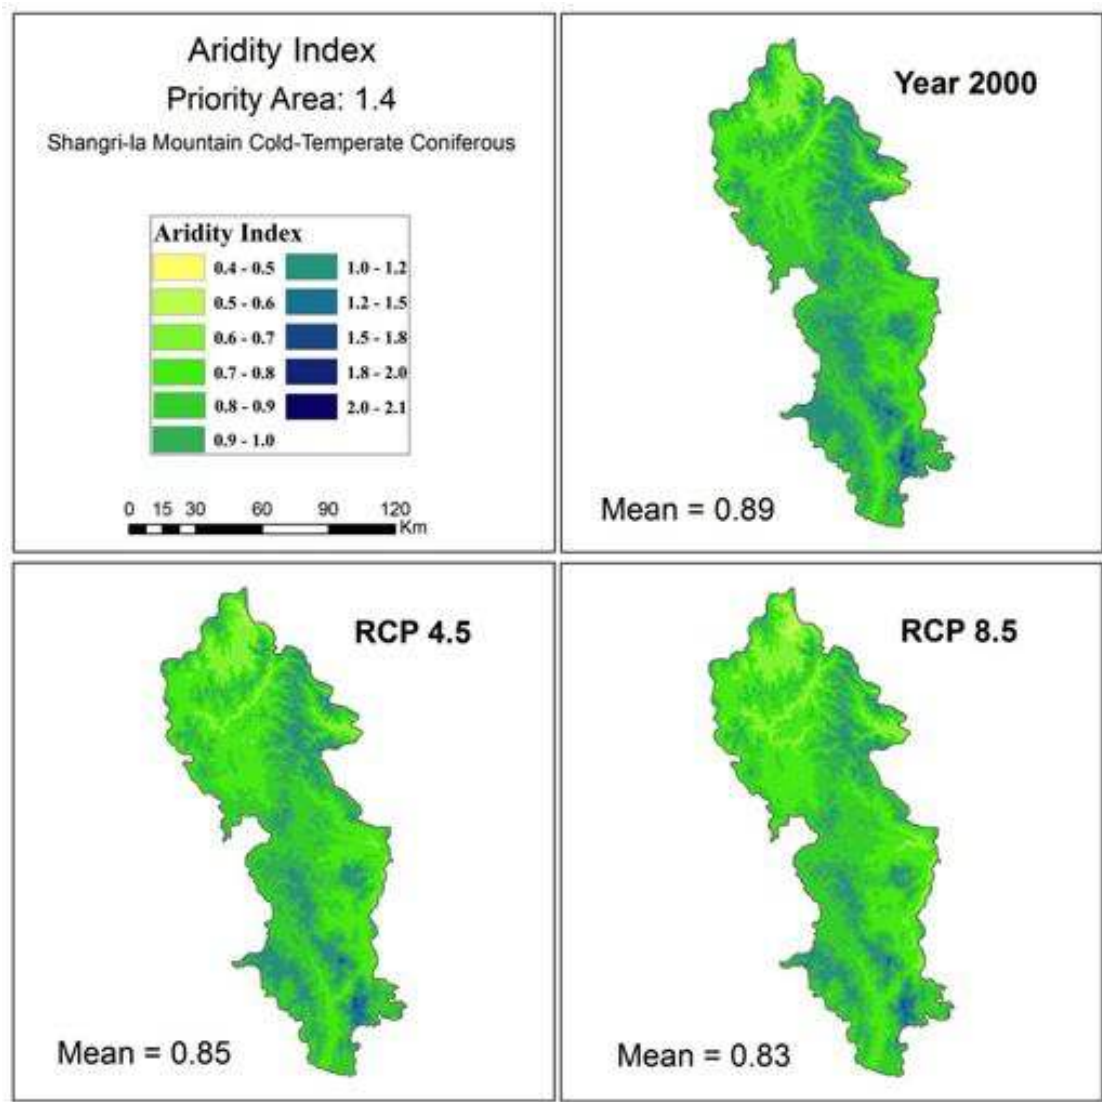 Aridity Index
Priority Area: 1.4
Shangri-la Mountain Cold-Temperate Coniferous
Aridity Index
0.4 - 0.5
0.5 - 0.6
0.6 - 0.7
0.7 - 0.8
0.8 - 0.9
0.9 - 1.0
1.0 - 1.2
1.2 - 1.5
1.5 - 1.8
1.8 - 2.0
2.0 - 2.1
0 15 30 60 90 120
Km
Year 2000
Mean = 0.89
RCP 4.5
Mean = 0.85
RCP 8.5
Mean = 0.83